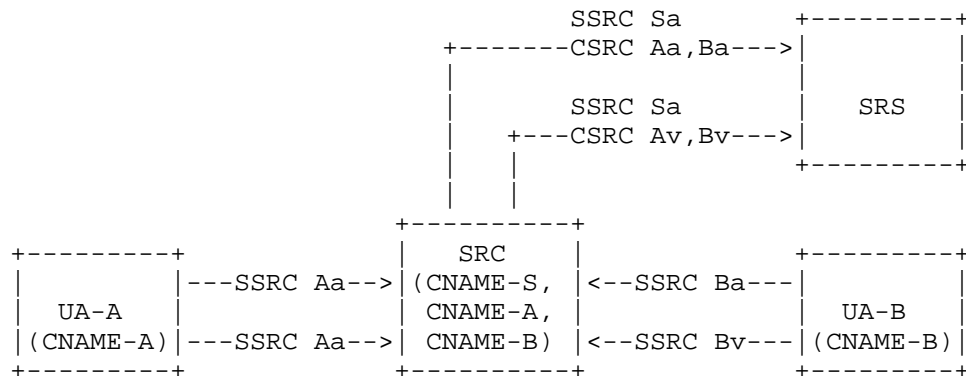 SSRC Sa
CSRC Aa,Ba
SSRC Sa
SRS
CSRC Av,Bv
SRC
SSRC Aa (CNAME-S, SSRC Ba
UA-A CNAME-A, UA-B
(CNAME-A) SSRC Aa CNAME-B) SSRC Bv (CNAME-B)